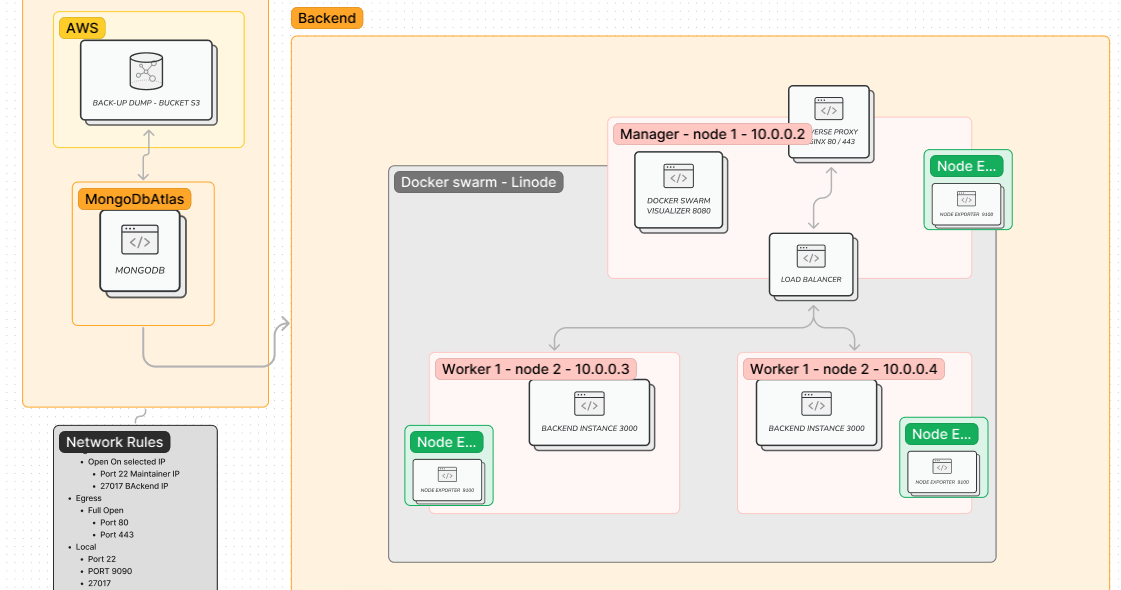 AWS
BACK-UP DUMP - BUCKET S3
MongoDbAtlas
MONGODB
Network Rules
Open On selected IP
Port 22 Maintainer IP
27017 BAckend IP
Egress
Full Open
Port 80
Port 443
Local
Port 22
PORT 9090
27017
Backend
Docker swarm - Linode
Manager - node 1 - 10.0.0.2
PROXY
80 / 443
DOCKER SWARM
VISUALIZER 8080
Node E...
NODE EXPORTER 9100
LOAD BALANCER
Worker 1 - node 2 - 10.0.0.3
BACKEND INSTANCE 3000
Node E...
NODE EXPORTER 9100
Worker 1 - node 2 - 10.0.0.4
BACKEND INSTANCE 3000
Node E...
NODE EXPORTER 9100